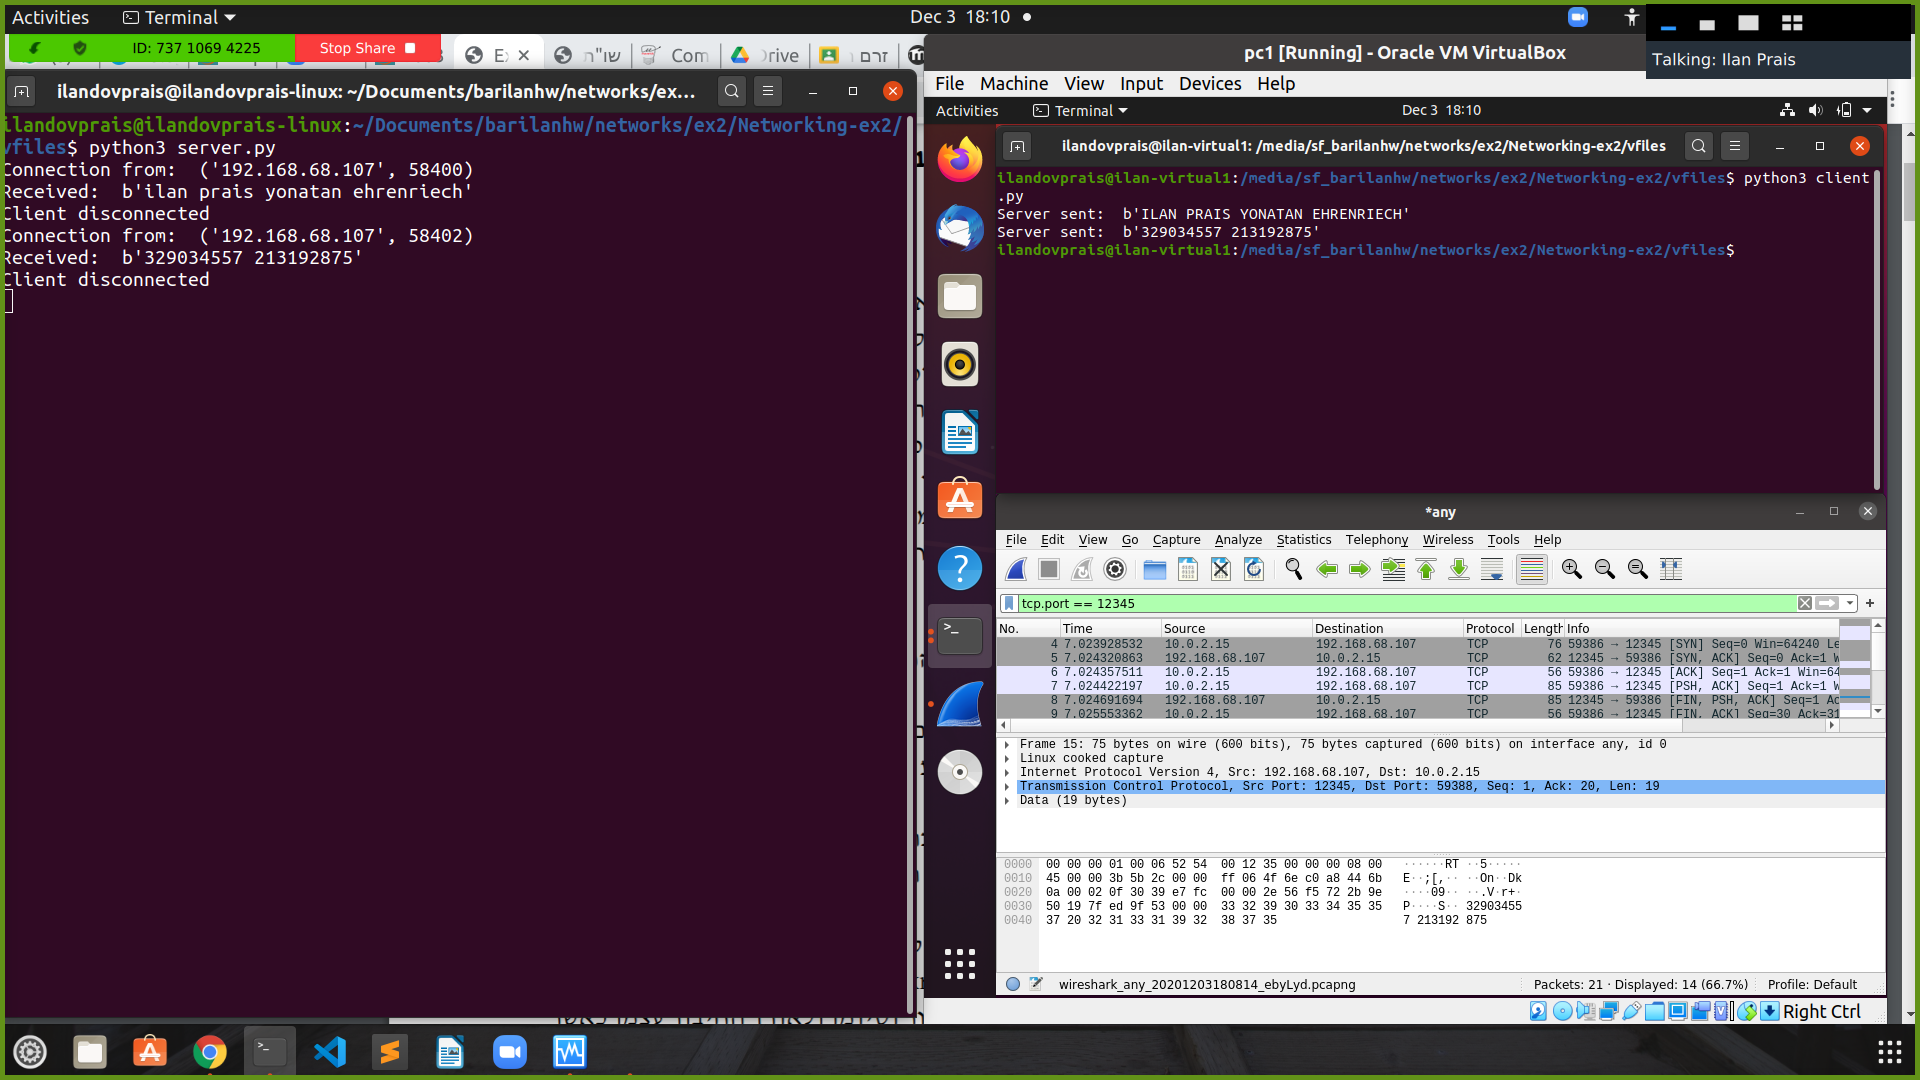 Activities Terminal Dec 3 18:10
ID: 737 1069 4225 Stop Share
Talking: Ilan Prais
שו"ת Com Drive זרם
ilandovprais@ilandovprais-linux: ~/Documents/barilanhw/networks/ex...
ilandovprais@ilandovprais-linux:~/Documents/barilanhw/networks/ex2/Networking-ex2/
vfiles$ python3 server.py
Connection from:  ('192.168.68.107', 58400)
Received:  b'ilan prais yonatan ehrenriech'
Client disconnected
Connection from:  ('192.168.68.107', 58402)
Received:  b'329034557 213192875'
Client disconnected
pc1 [Running] - Oracle VM VirtualBox
File Machine View Input Devices Help
Activities Terminal Dec 3 18:10
ilandovprais@ilan-virtual1: /media/sf_barilanhw/networks/ex2/Networking-ex2/vfiles
ilandovprais@ilan-virtual1:/media/sf_barilanhw/networks/ex2/Networking-ex2/vfiles$ python3 client
.py
Server sent:  b'ILAN PRAIS YONATAN EHRENRIECH'
Server sent:  b'329034557 213192875'
ilandovprais@ilan-virtual1:/media/sf_barilanhw/networks/ex2/Networking-ex2/vfiles$
*any
File Edit View Go Capture Analyze Statistics Telephony Wireless Tools Help
tcp.port == 12345
No. Time Source Destination Protocol Length Info
4 7.023928532 10.0.2.15 192.168.68.107 TCP 76 59386 → 12345 [SYN] Seq=0 Win=64240 Le
5 7.024320863 192.168.68.107 10.0.2.15 TCP 62 12345 → 59386 [SYN, ACK] Seq=0 Ack=1 W
6 7.024357511 10.0.2.15 192.168.68.107 TCP 56 59386 → 12345 [ACK] Seq=1 Ack=1 Win=64
7 7.024422197 10.0.2.15 192.168.68.107 TCP 85 59386 → 12345 [PSH, ACK] Seq=1 Ack=1 W
8 7.024691694 192.168.68.107 10.0.2.15 TCP 85 12345 → 59386 [FIN, PSH, ACK] Seq=1 Ac
9 7.025553362 10.0.2.15 192.168.68.107 TCP 56 59386 → 12345 [FIN, ACK] Seq=30 Ack=31
Frame 15: 75 bytes on wire (600 bits), 75 bytes captured (600 bits) on interface any, id 0
Linux cooked capture
Internet Protocol Version 4, Src: 192.168.68.107, Dst: 10.0.2.15
Transmission Control Protocol, Src Port: 12345, Dst Port: 59388, Seq: 1, Ack: 20, Len: 19
Data (19 bytes)
0000 00 00 00 01 00 06 52 54 00 12 35 00 00 00 08 00 ······RT ··5·····
0010 45 00 00 3b 5b 2c 00 00 ff 06 4f 6e c0 a8 44 6b E··;[,·· ··On··Dk
0020 0a 00 02 0f 30 39 e7 fc 00 00 2e 56 f5 72 2b 9e ····09·· ··.V·r+·
0030 50 19 7f ed 9f 53 00 00 33 32 39 30 33 34 35 35 P····S·· 32903455
0040 37 20 32 31 33 31 39 32 38 37 35 7 213192 875
wireshark_any_20201203180814_ebyLyd.pcapng Packets: 21 · Displayed: 14 (66.7%) Profile: Default
Right Ctrl